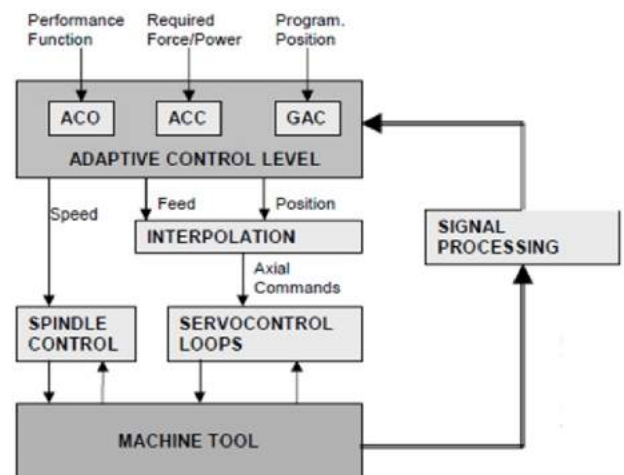 Performance
Function
Required
Force/Power
Program.
Position
ACO
ACC
GAC
ADAPTIVE CONTROL LEVEL
Speed
Feed
Position
INTERPOLATION
SIGNAL
PROCESSING
Axial
Commands
SPINDLE
CONTROL
SERVOCONTROL
LOOPS
MACHINE TOOL